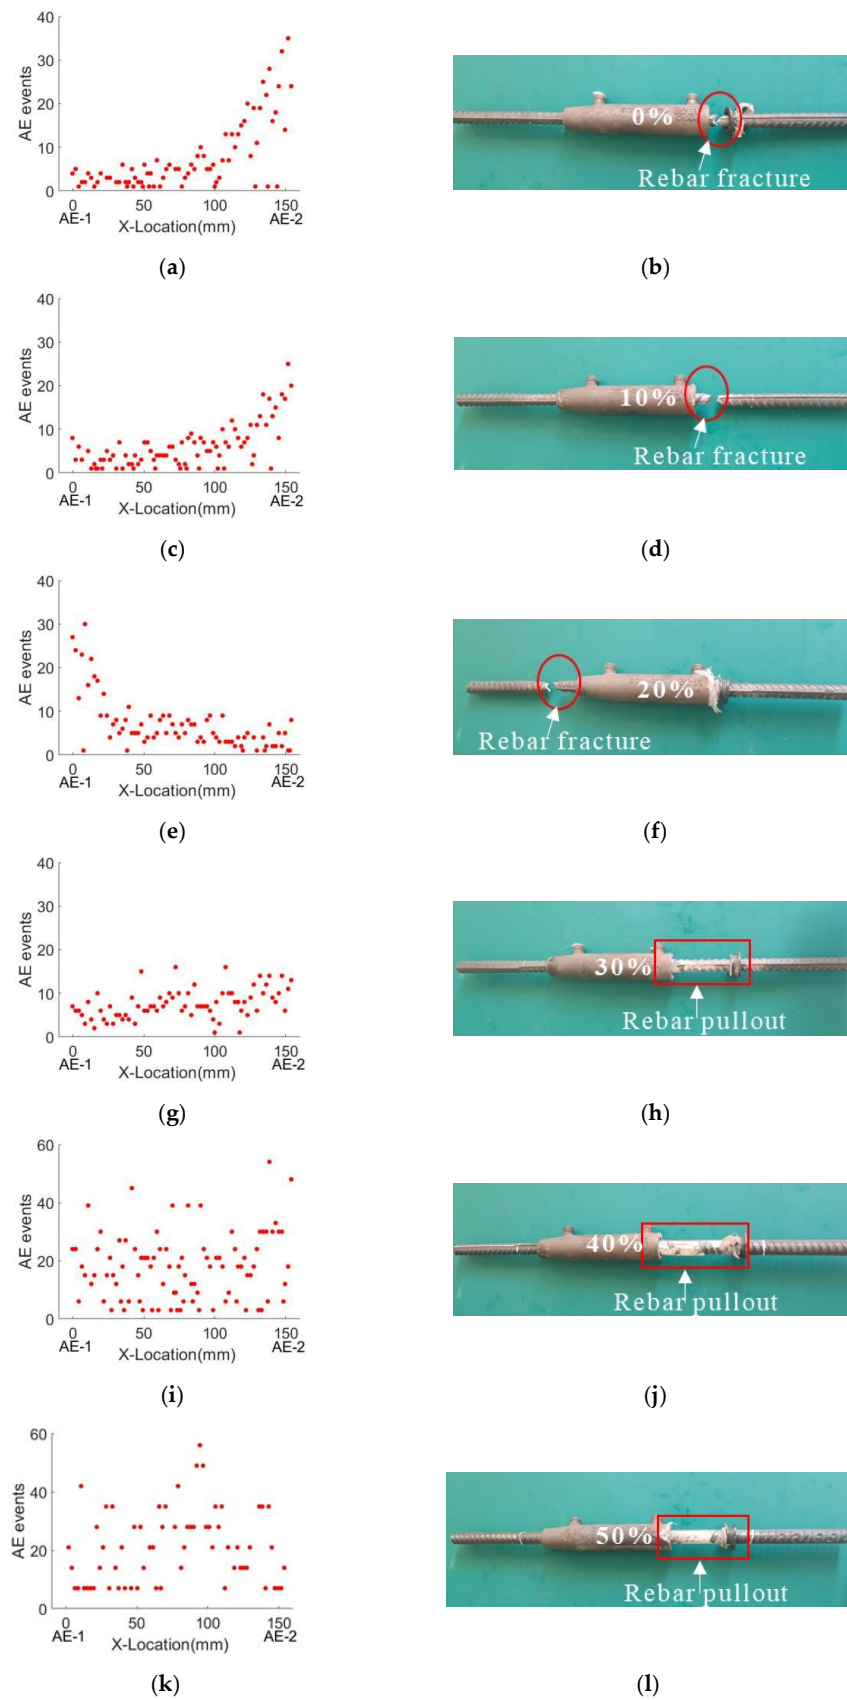 40
30
20
10
0
AE events
0 50 100 150
AE-1 AE-2
X-Location(mm)
0%
Rebar fracture
(a) (b)
40
30
20
10
0
AE events
0 50 100 150
AE-1 AE-2
X-Location(mm)
10%
Rebar fracture
(c) (d)
40
30
20
10
0
AE events
0 50 100 150
AE-1 AE-2
X-Location(mm)
20%
Rebar fracture
(e) (f)
40
30
20
10
0
AE events
0 50 100 150
AE-1 AE-2
X-Location(mm)
30%
Rebar pullout
(g) (h)
60
40
20
0
AE events
0 50 100 150
AE-1 AE-2
X-Location(mm)
40%
Rebar pullout
(i) (j)
60
40
20
0
AE events
0 50 100 150
AE-1 AE-2
X-Location(mm)
50%
Rebar pullout
(k) (l)